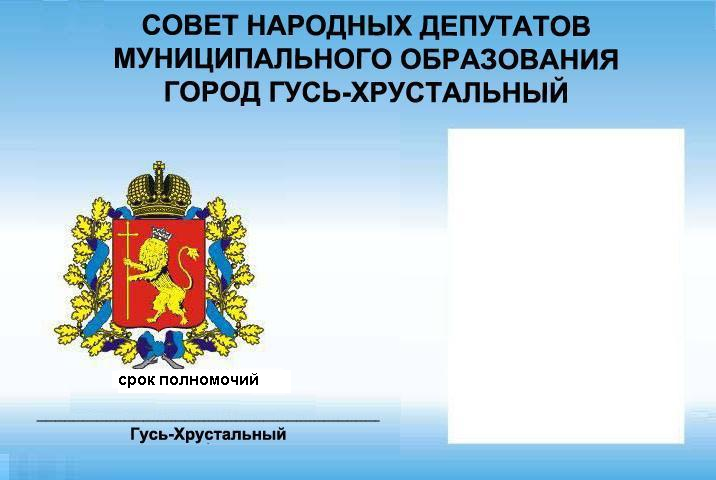 СОВЕТ НАРОДНЫХ ДЕПУТАТОВ
МУНИЦИПАЛЬНОГО ОБРАЗОВАНИЯ
ГОРОД ГУСЬ-ХРУСТАЛЬНЫЙ
срок полномочий
Гусь-Хрустальный